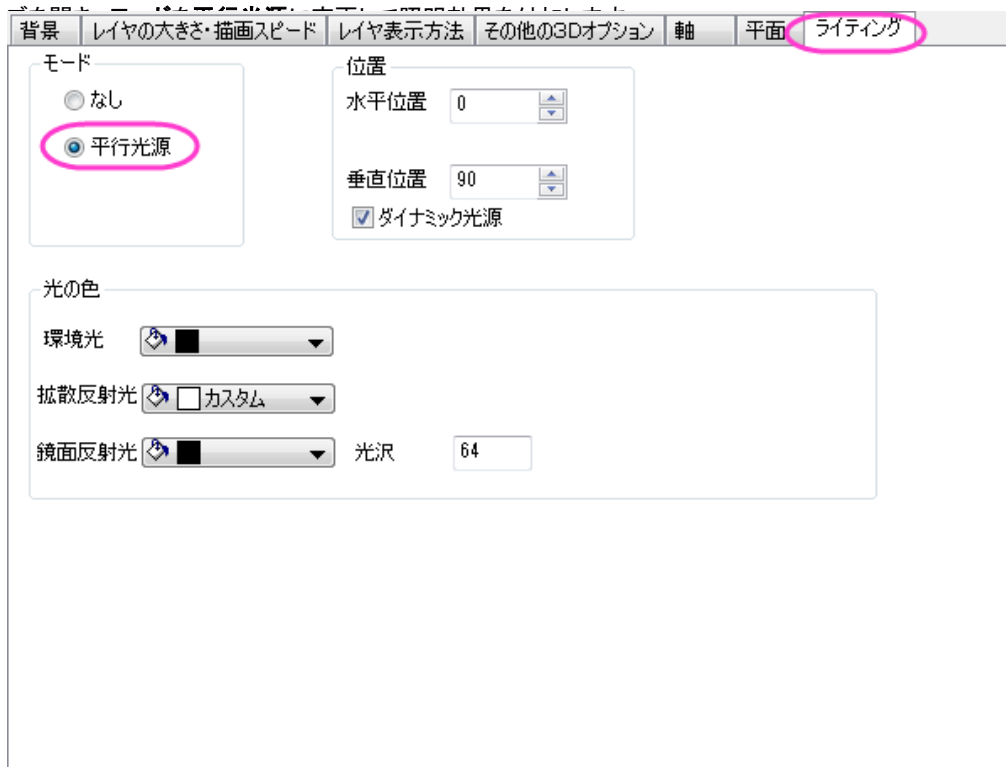 背景 レイヤの大きさ・描画スピード レイヤ表示方法 その他の3Dオプション 軸 平面 ライティング
モード
なし
平行光源
位置
水平位置 0
垂直位置 90
ダイナミック光源
光の色
環境光
拡散反射光 カスタム
鏡面反射光 光沢 64